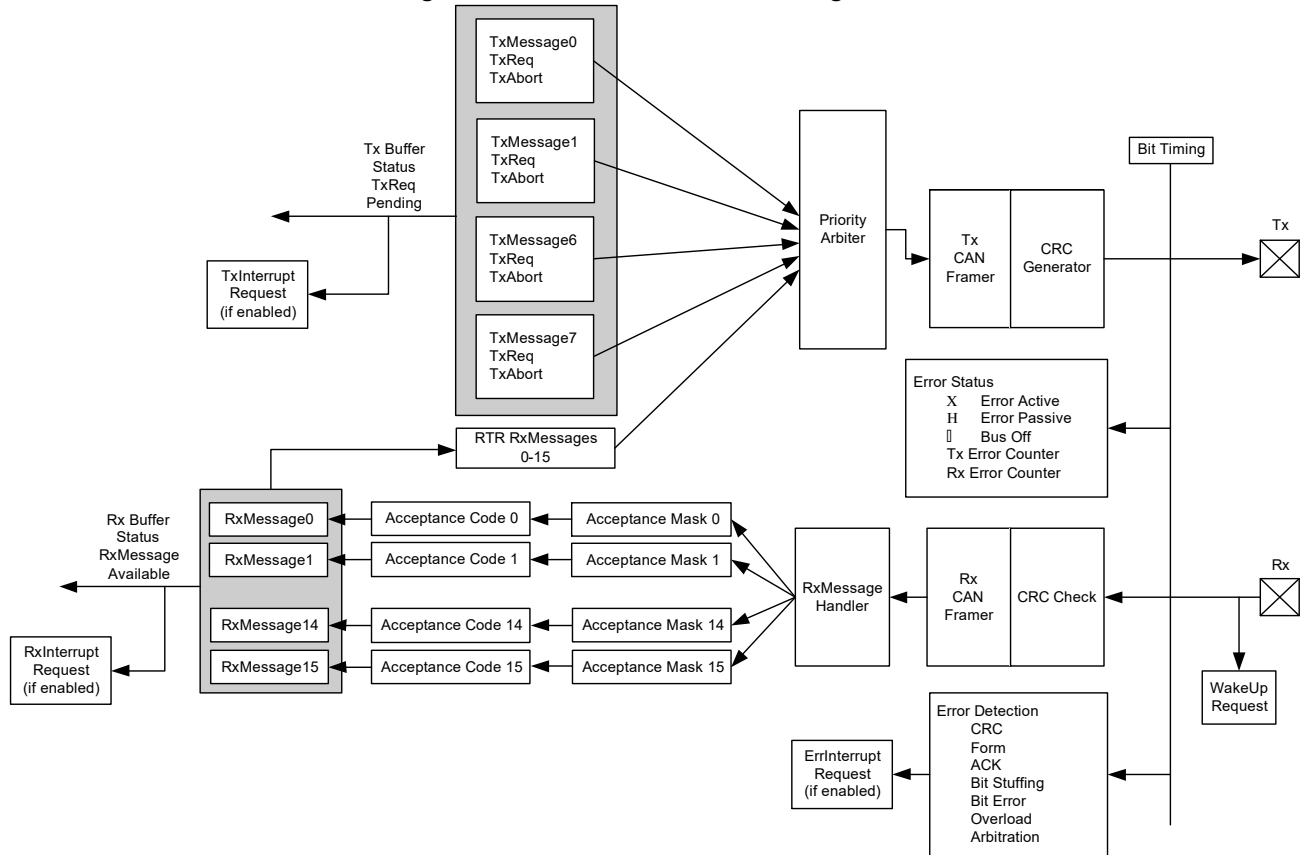 TxMessage0
TxReq
TxAbort
TxMessage1
TxReq
TxAbort
TxMessage6
TxReq
TxAbort
TxMessage7
TxReq
TxAbort
Tx Buffer
Status
TxReq
Pending
TxInterrupt
Request
(if enabled)
Priority
Arbiter
Tx
CAN
Framer
CRC
Generator
Bit Timing
Tx
Error Status
X Error Active
H Error Passive
▯ Bus Off
Tx Error Counter
Rx Error Counter
RTR RxMessages
0-15
Rx Buffer
Status
RxMessage
Available
RxInterrupt
Request
(if enabled)
RxMessage0
Acceptance Code 0
Acceptance Mask 0
RxMessage1
Acceptance Code 1
Acceptance Mask 1
RxMessage14
Acceptance Code 14
Acceptance Mask 14
RxMessage15
Acceptance Code 15
Acceptance Mask 15
RxMessage
Handler
Rx
CAN
Framer
CRC Check
Rx
WakeUp
Request
ErrInterrupt
Request
(if enabled)
Error Detection
CRC
Form
ACK
Bit Stuffing
Bit Error
Overload
Arbitration